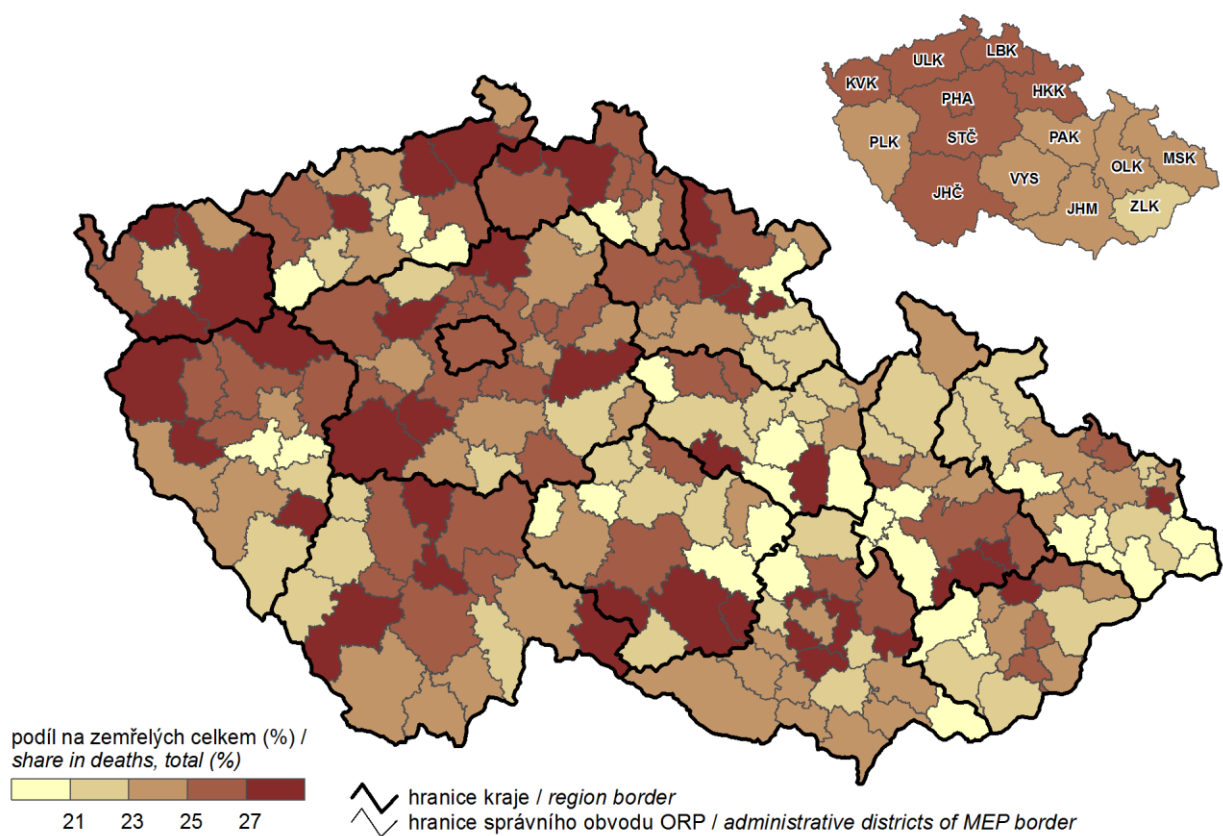 ULK
LBK
KVK
HKK
PHA
PLK
STČ
PAK
MSK
OLK
VYS
JHČ
ZLK
JHM
podíl na zemřelých celkem (%) /
share in deaths, total (%)
21 23 25 27
hranice kraje / region border
hranice správního obvodu ORP / administrative districts of MEP border